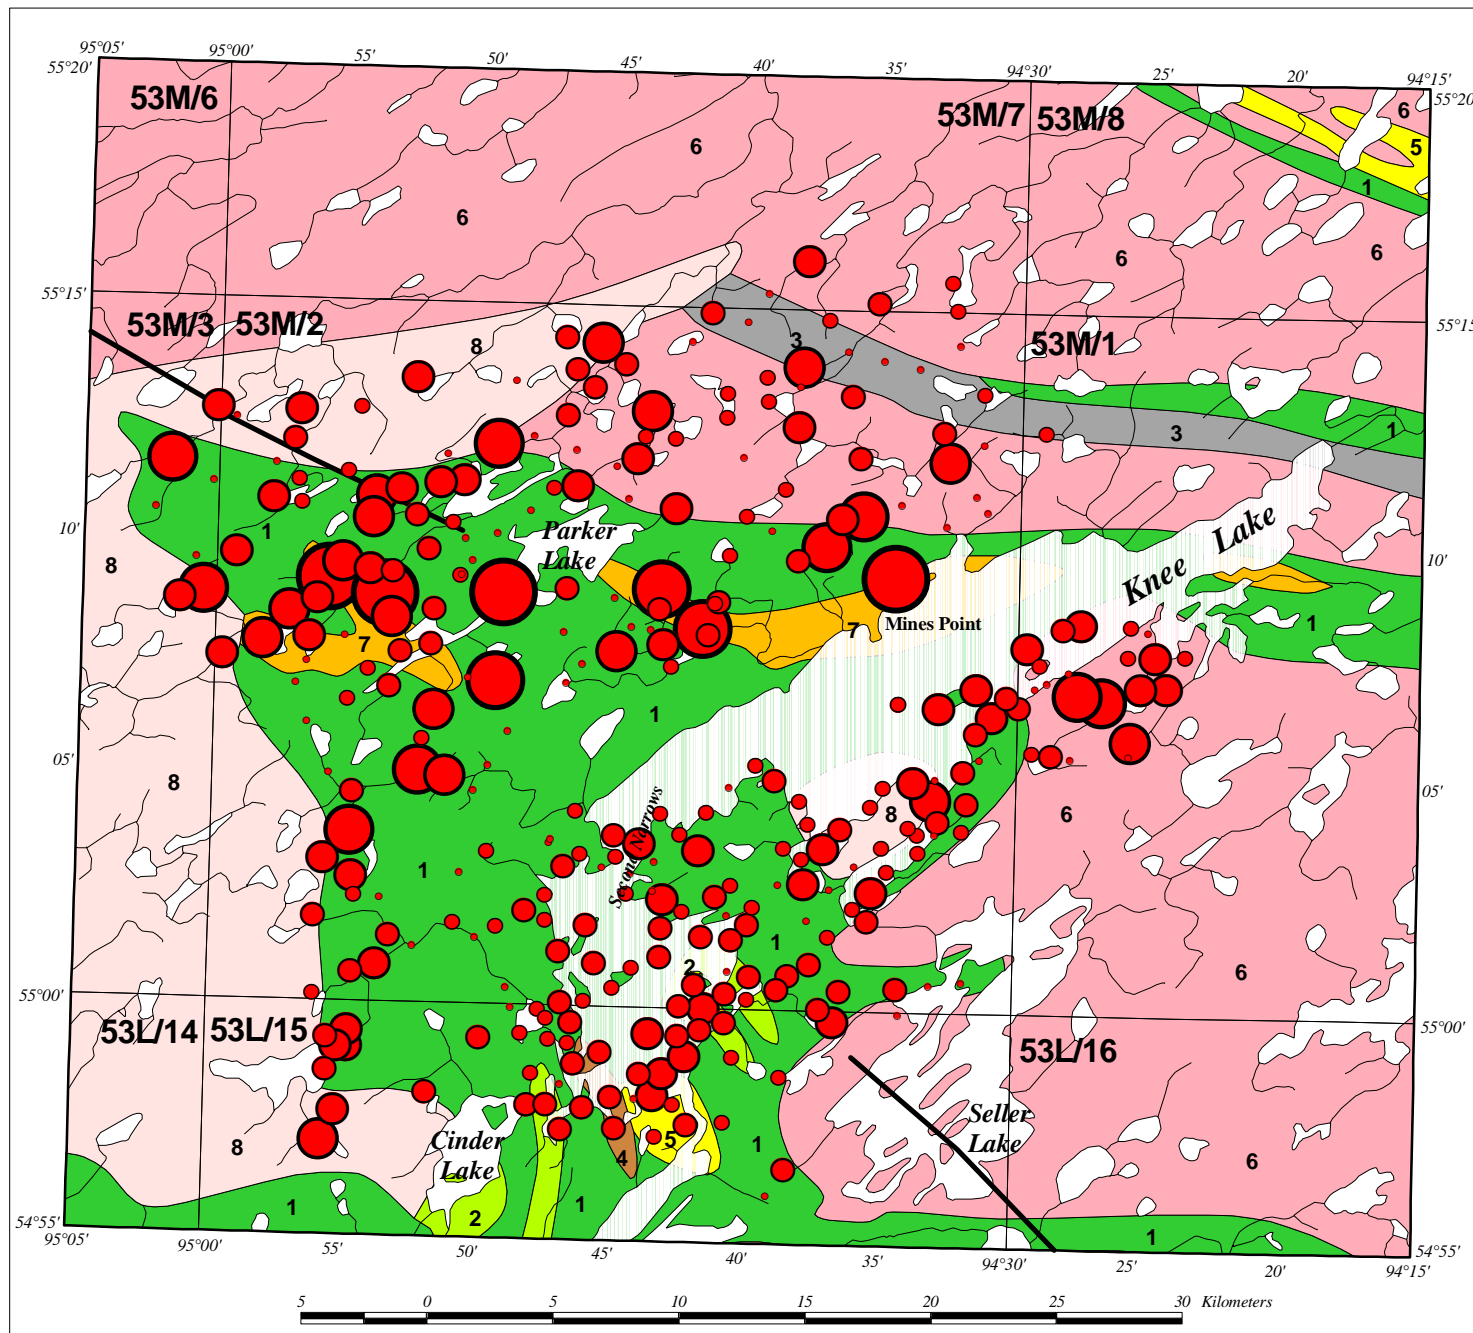 95°05' 95°00' 55' 50' 45' 40' 35' 94°30' 25' 20' 94°15'
55°20' 55°20'
53M/6 53M/7 53M/8 6
6 5
1
6 6 6
55°15' 55°15'
53M/3 53M/2 8 3 53M/1
3 1
10' 10'
1 Parker
Lake
Knee Lake
8
7 7 Mines Point 1
1
05' 05'
8 8 6
Second Narrows
1
1
2
6
55°00' 55°00'
53L/14 53L/15 53L/16
Cinder
Lake
Seller
Lake
8 4 5 1 6
1 2 1 1
54°55' 54°55'
95°05' 95°00' 55' 50' 45' 40' 35' 94°30' 25' 20' 94°15'
5 0 5 10 15 20 25 30 Kilometers